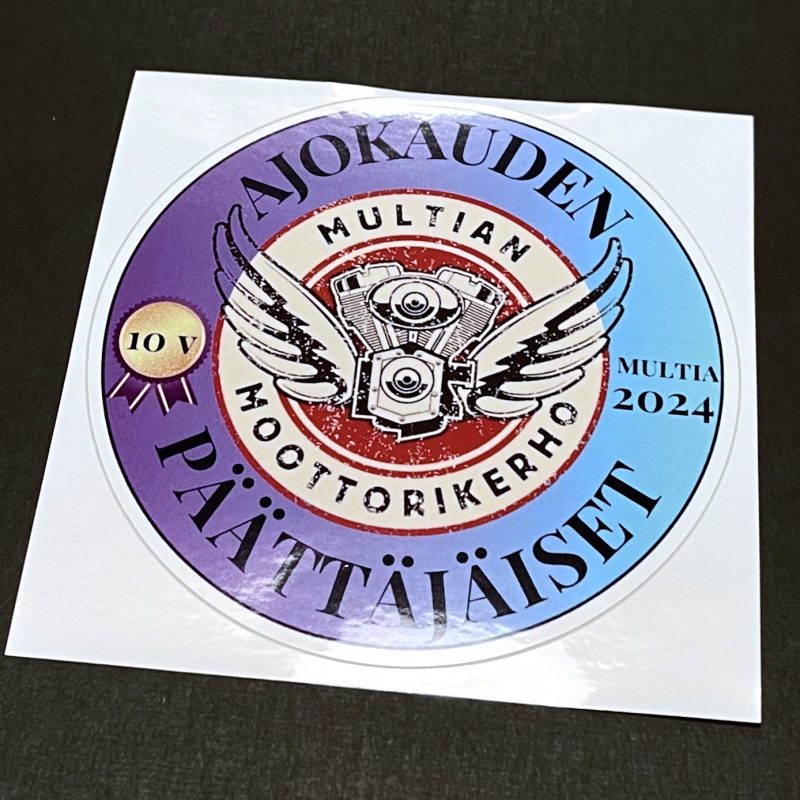 AJOKAUDEN
MULTIAN
10 V
MULTIA
2024
MOOTTORIKERHO
PÄÄTTÄJÄISET